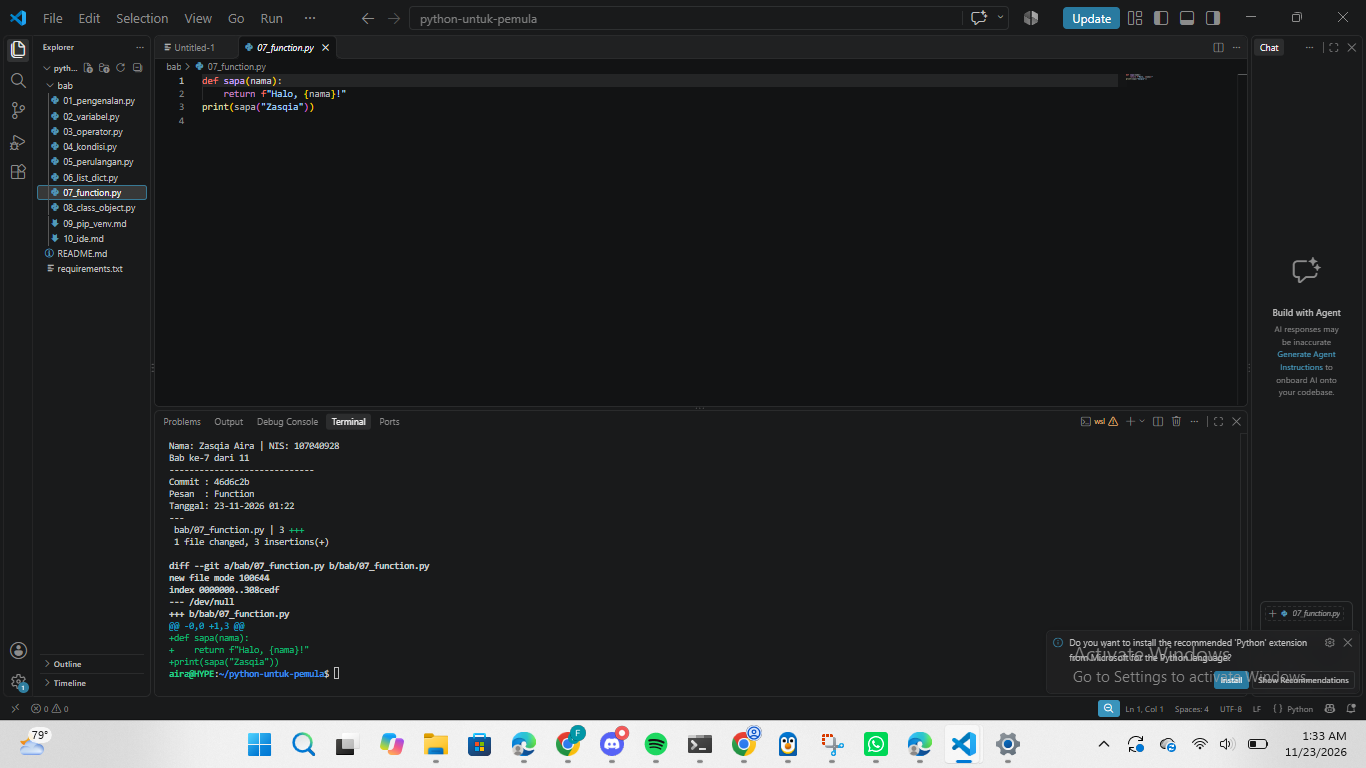 File Edit Selection View Go Run ···
python-untuk-pemula
Update
Explorer ···
pyth...
bab
01_pengenalan.py
02_variabel.py
03_operator.py
04_kondisi.py
05_perulangan.py
06_list_dict.py
07_function.py
08_class_object.py
09_pip_venv.md
10_ide.md
README.md
requirements.txt
Outline
Timeline
Untitled-1
07_function.py
bab > 07_function.py
1 def sapa(nama):
2     return f"Halo, {nama}!"
3 print(sapa("Zasqia"))
4
Problems Output Debug Console Terminal Ports
wsl
Nama: Zasqia Aira | NIS: 107040928
Bab ke-7 dari 11
-----------------------------
Commit : 46d6c2b
Pesan  : Function
Tanggal: 23-11-2026 01:22
---
 bab/07_function.py | 3 +++
 1 file changed, 3 insertions(+)
diff --git a/bab/07_function.py b/bab/07_function.py
new file mode 100644
index 0000000..308cedf
--- /dev/null
+++ b/bab/07_function.py
@@ -0,0 +1,3 @@
+def sapa(nama):
+    return f"Halo, {nama}!"
+print(sapa("Zasqia"))
aira@HYPE:~/python-untuk-pemula$
Chat
Build with Agent
AI responses may
be inaccurate
Generate Agent
Instructions to
onboard AI onto
your codebase.
07_function.py
Do you want to install the recommended 'Python' extension
from Microsoft for the Python language?
Install
Show Recommendations
Activate Windows
Go to Settings to activate Windows.
1
0 0
Ln 1, Col 1 Spaces: 4 UTF-8 LF { } Python
79°
F
1:33 AM
11/23/2026